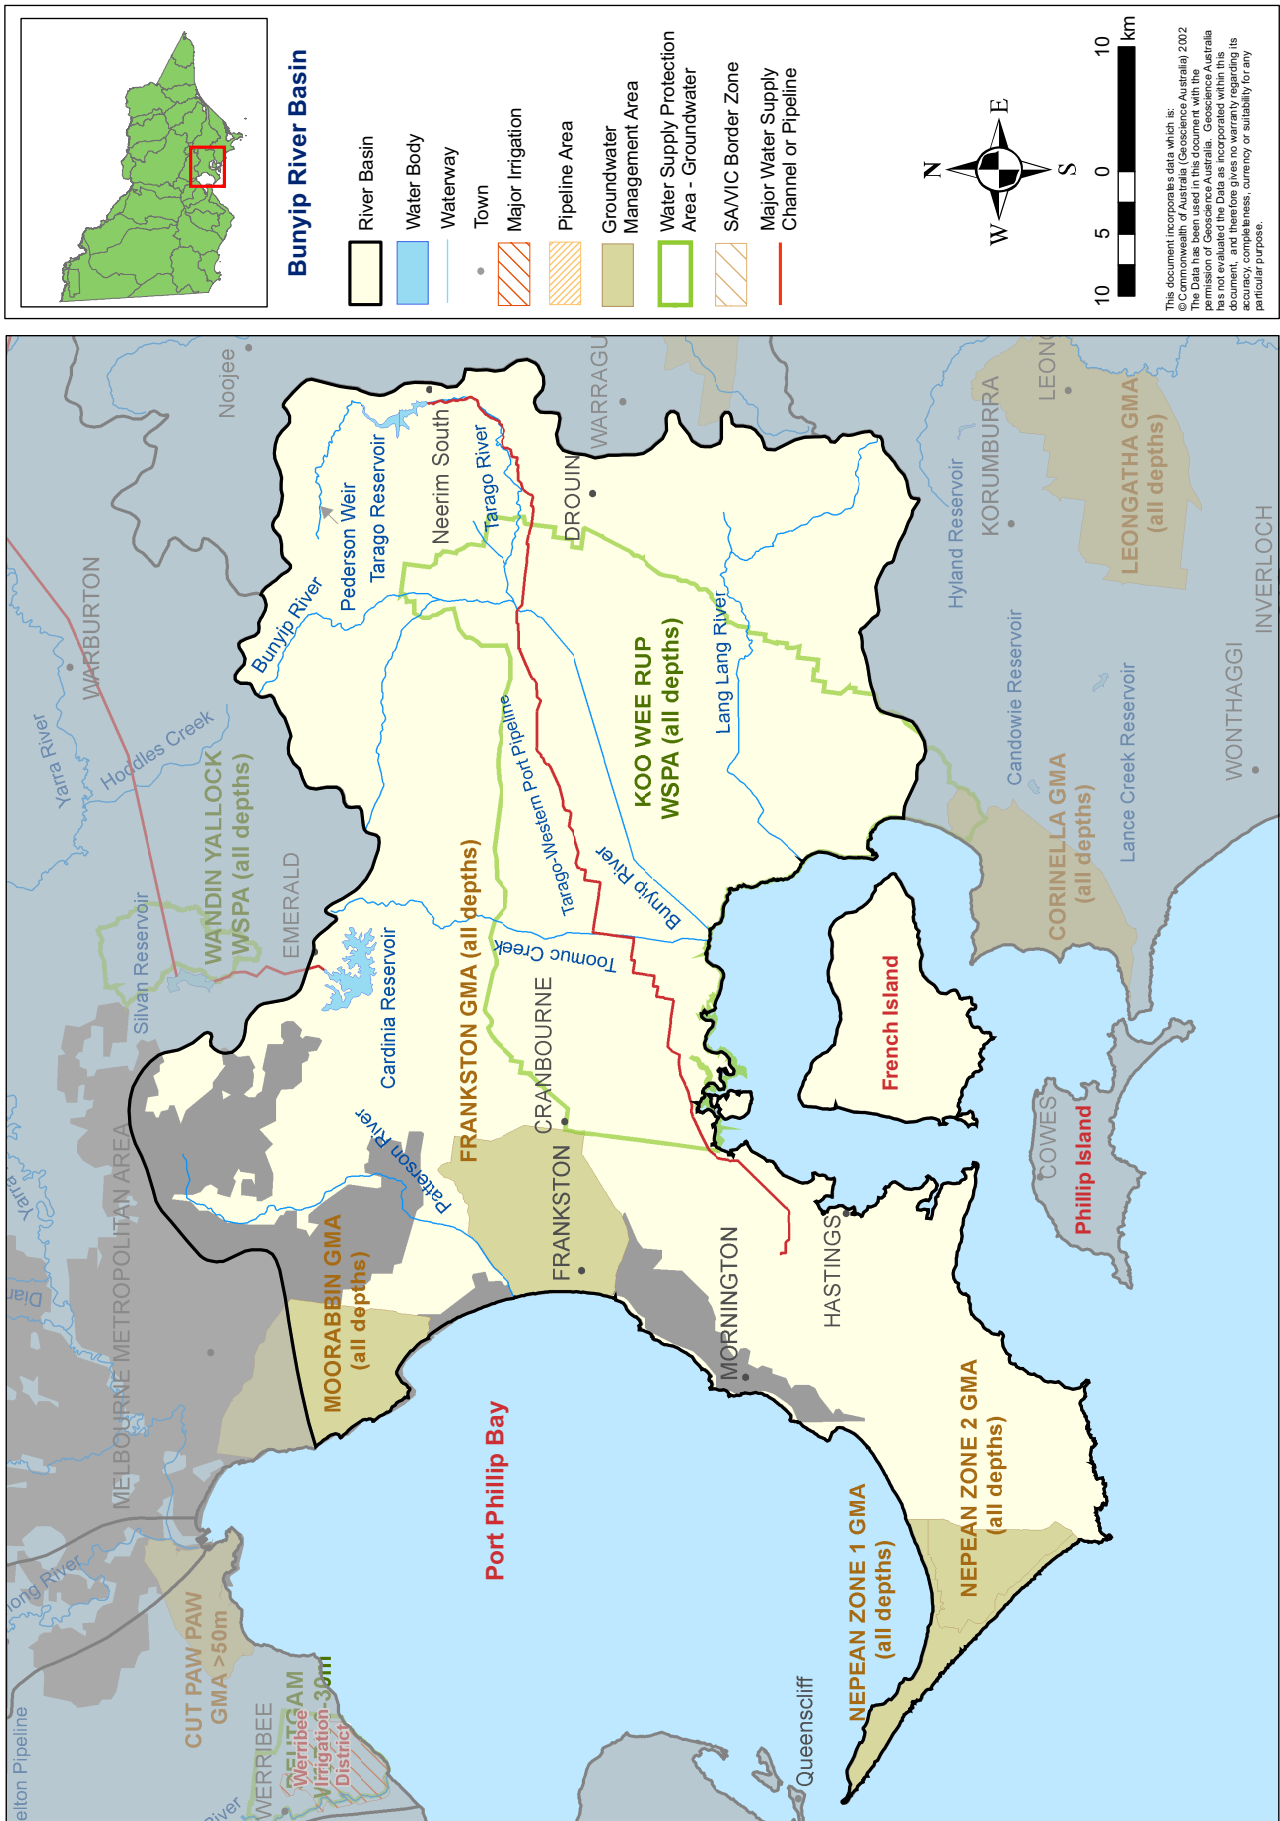 Bunyip River Basin
River Basin
Water Body
Waterway
Town
Major Irrigation
Pipeline Area
Groundwater
Management Area
Water Supply Protection
Area - Groundwater
SA/VIC Border Zone
Major Water Supply
Channel or Pipeline
N
W
E
S
10
5
0
10
km
This document incorporates data which is:
© Commonwealth of Australia (Geoscience Australia) 2002
The Data has been used in this document with the
permission of Geoscience Australia. Geoscience Australia
has not evaluated the Data as incorporated within this
document, and therefore gives no warranty regarding its
accuracy, completeness, currency or suitability for any
particular purpose.
Noojee
WARBURTON
Yarra River
Hoddles Creek
WANDIN YALLOCK
WSPA (all depths)
Silvan Reservoir
EMERALD
Bunyip River
Pederson Weir
Tarago Reservoir
Neerim South
Tarago River
DROUIN
WARRAGU
Cardinia Reservoir
FRANKSTON GMA (all depths)
Tarago-Western Port Pipeline
Toomuc Creek
Bunyip River
KOO WEE RUP
WSPA (all depths)
Lang Lang River
CRANBOURNE
FRANKSTON
Patterson River
MOORABBIN GMA
(all depths)
MELBOURNE METROPOLITAN AREA
Yarra
Diar
MORNINGTON
HASTINGS
Port Phillip Bay
French Island
COWES
Phillip Island
Hyland Reservoir
KORUMBURRA
LEON
LEONGATHA GMA
(all depths)
INVERLOCH
WONTHAGGI
Candowie Reservoir
Lance Creek Reservoir
CORINELLA GMA
(all depths)
NEPEAN ZONE 2 GMA
(all depths)
NEPEAN ZONE 1 GMA
(all depths)
Queenscliff
CUT PAW PAW
GMA >50m
nong River
WERRIBEE
Werribee
Irrigation
District
River
elton Pipeline